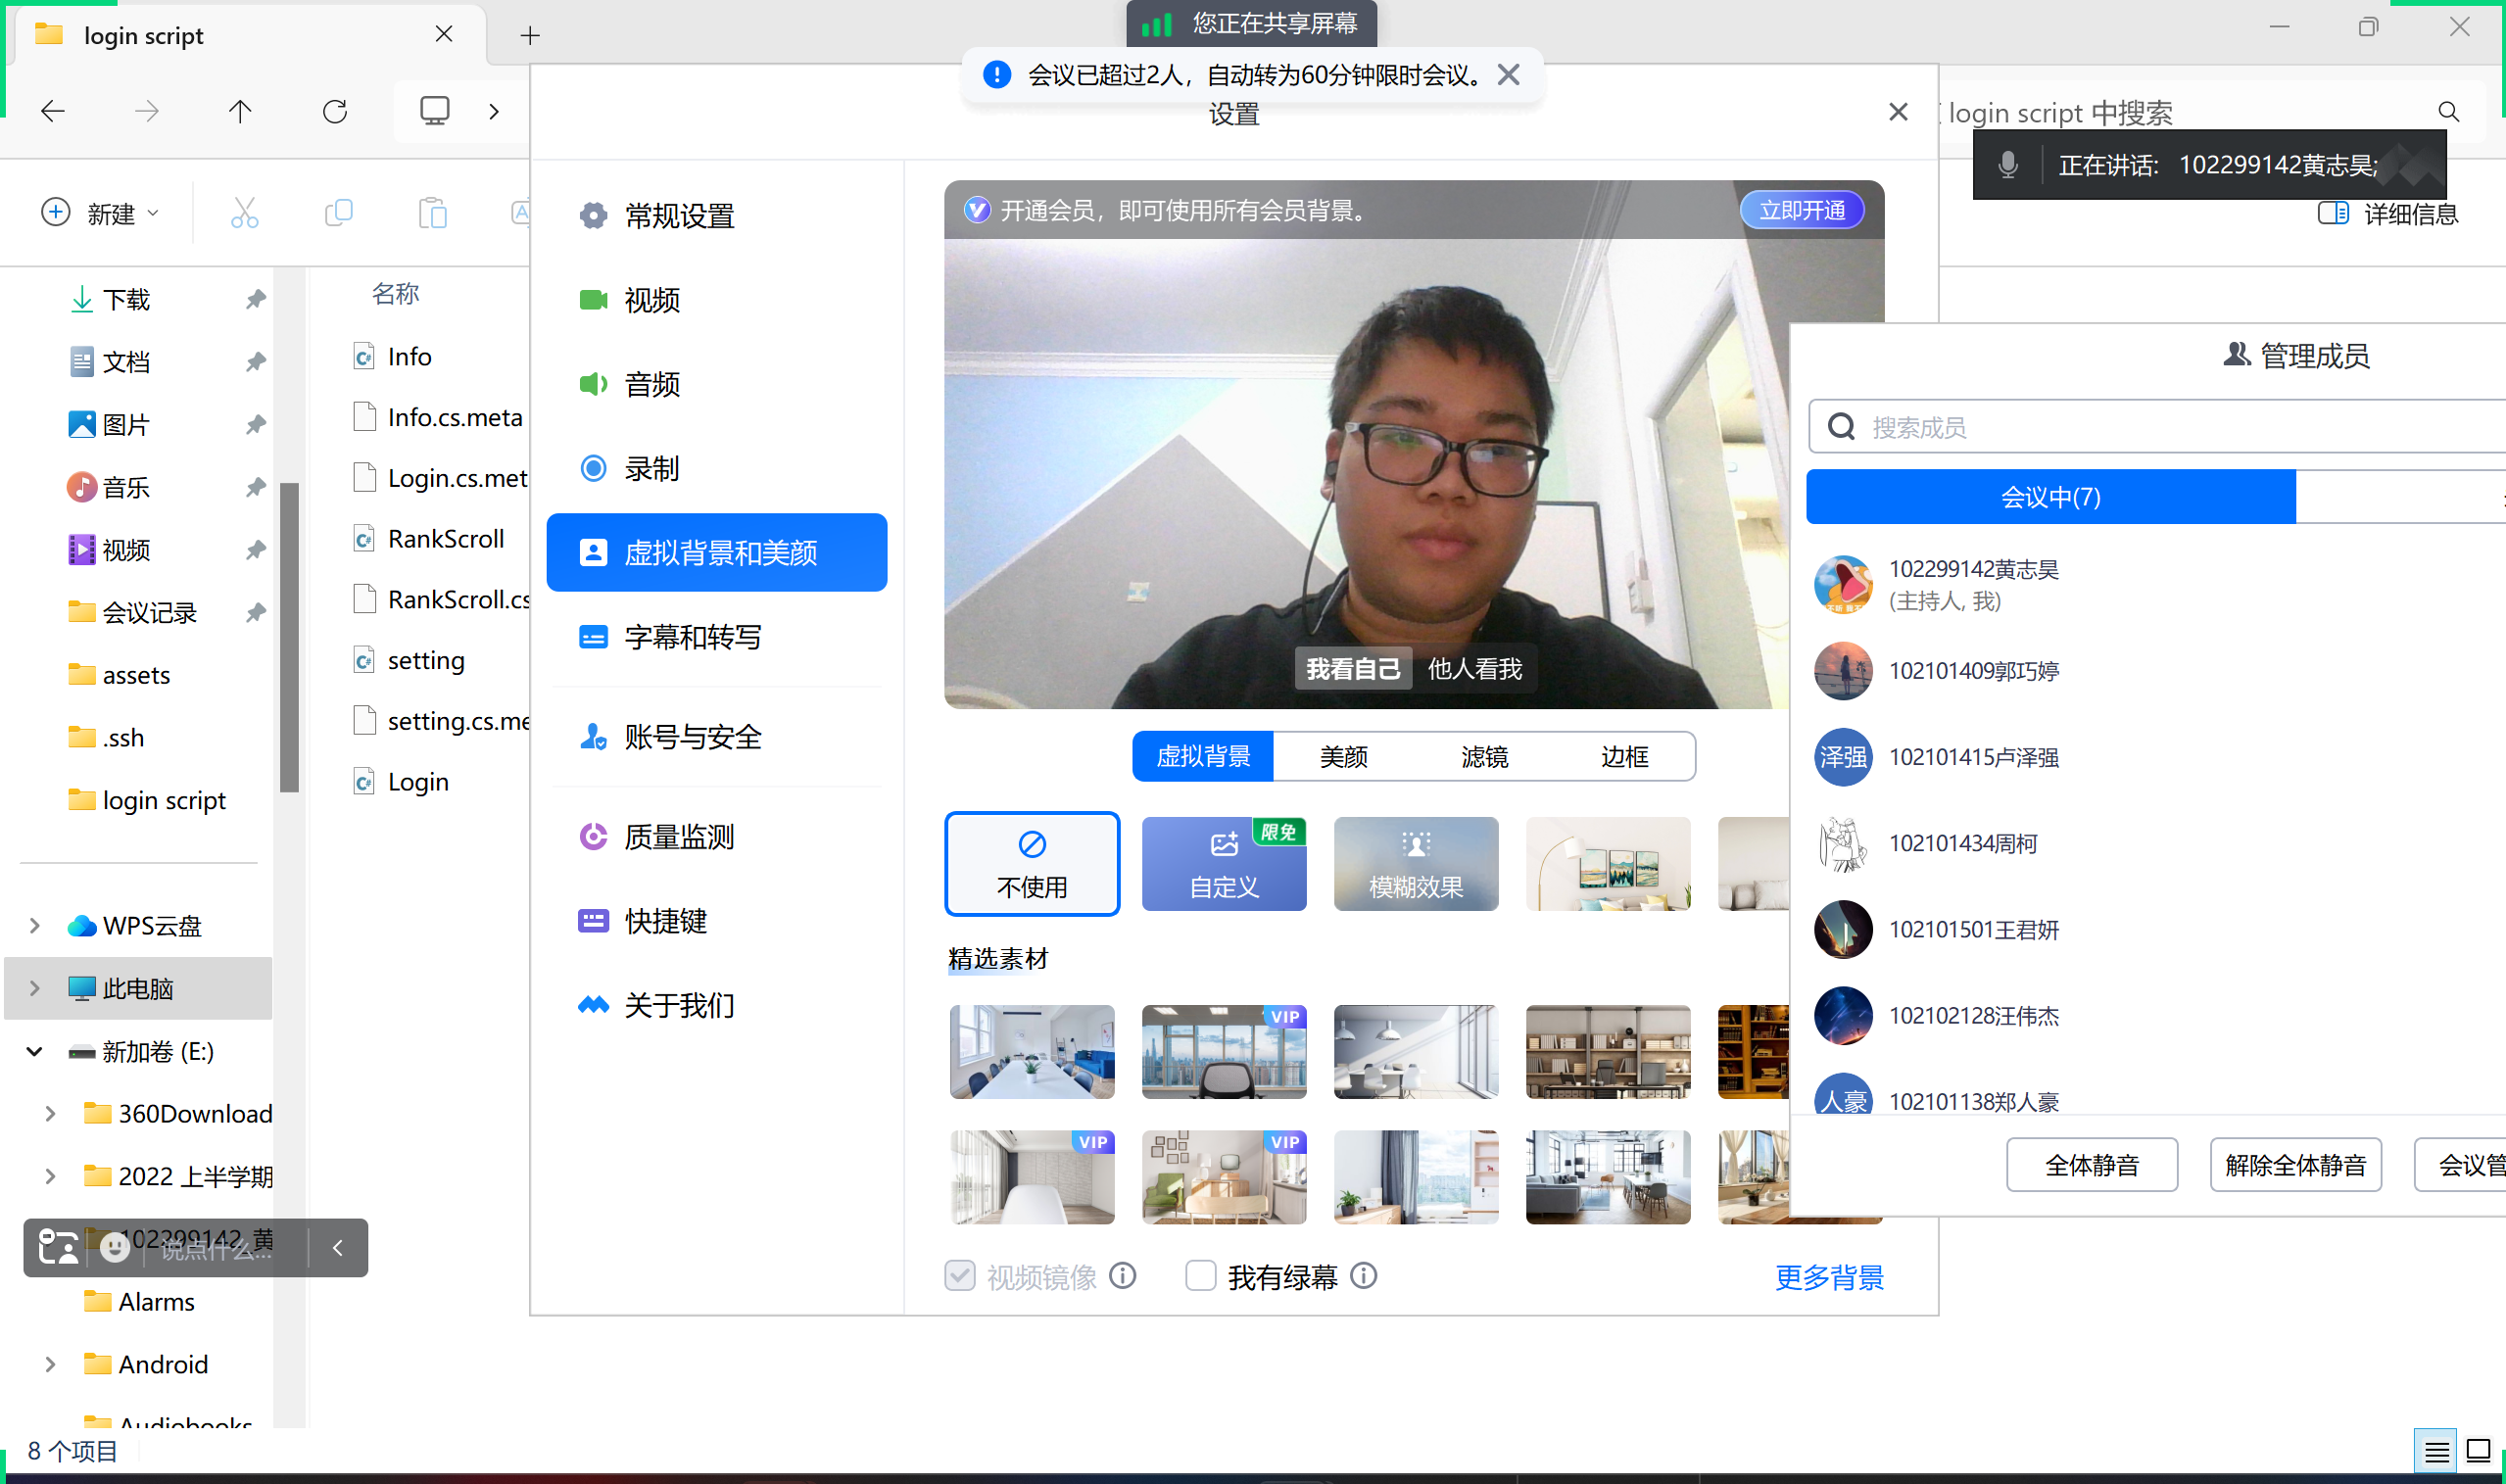 login script
您正在共享屏幕
会议已超过2人，自动转为60分钟限时会议。
设置
login script 中搜索
正在讲话: 102299142黄志昊;
新建
详细信息
下载
文档
图片
音乐
视频
会议记录
assets
.ssh
login script
WPS云盘
此电脑
新加卷 (E:)
360Download
2022 上半学期
102299142_黄
说点什么...
Alarms
Android
Audiobooks
8 个项目
名称
Info
Info.cs.meta
Login.cs.met
RankScroll
RankScroll.cs
setting
setting.cs.me
Login
常规设置
视频
音频
录制
虚拟背景和美颜
字幕和转写
账号与安全
质量监测
快捷键
关于我们
开通会员，即可使用所有会员背景。
立即开通
我看自己
他人看我
虚拟背景
美颜
滤镜
边框
不使用
限免
自定义
模糊效果
精选素材
VIP
VIP
VIP
视频镜像
我有绿幕
更多背景
管理成员
搜索成员
会议中(7)
102299142黄志昊
(主持人, 我)
102101409郭巧婷
泽强
102101415卢泽强
102101434周柯
102101501王君妍
102102128汪伟杰
人豪
102101138郑人豪
全体静音
解除全体静音
会议管